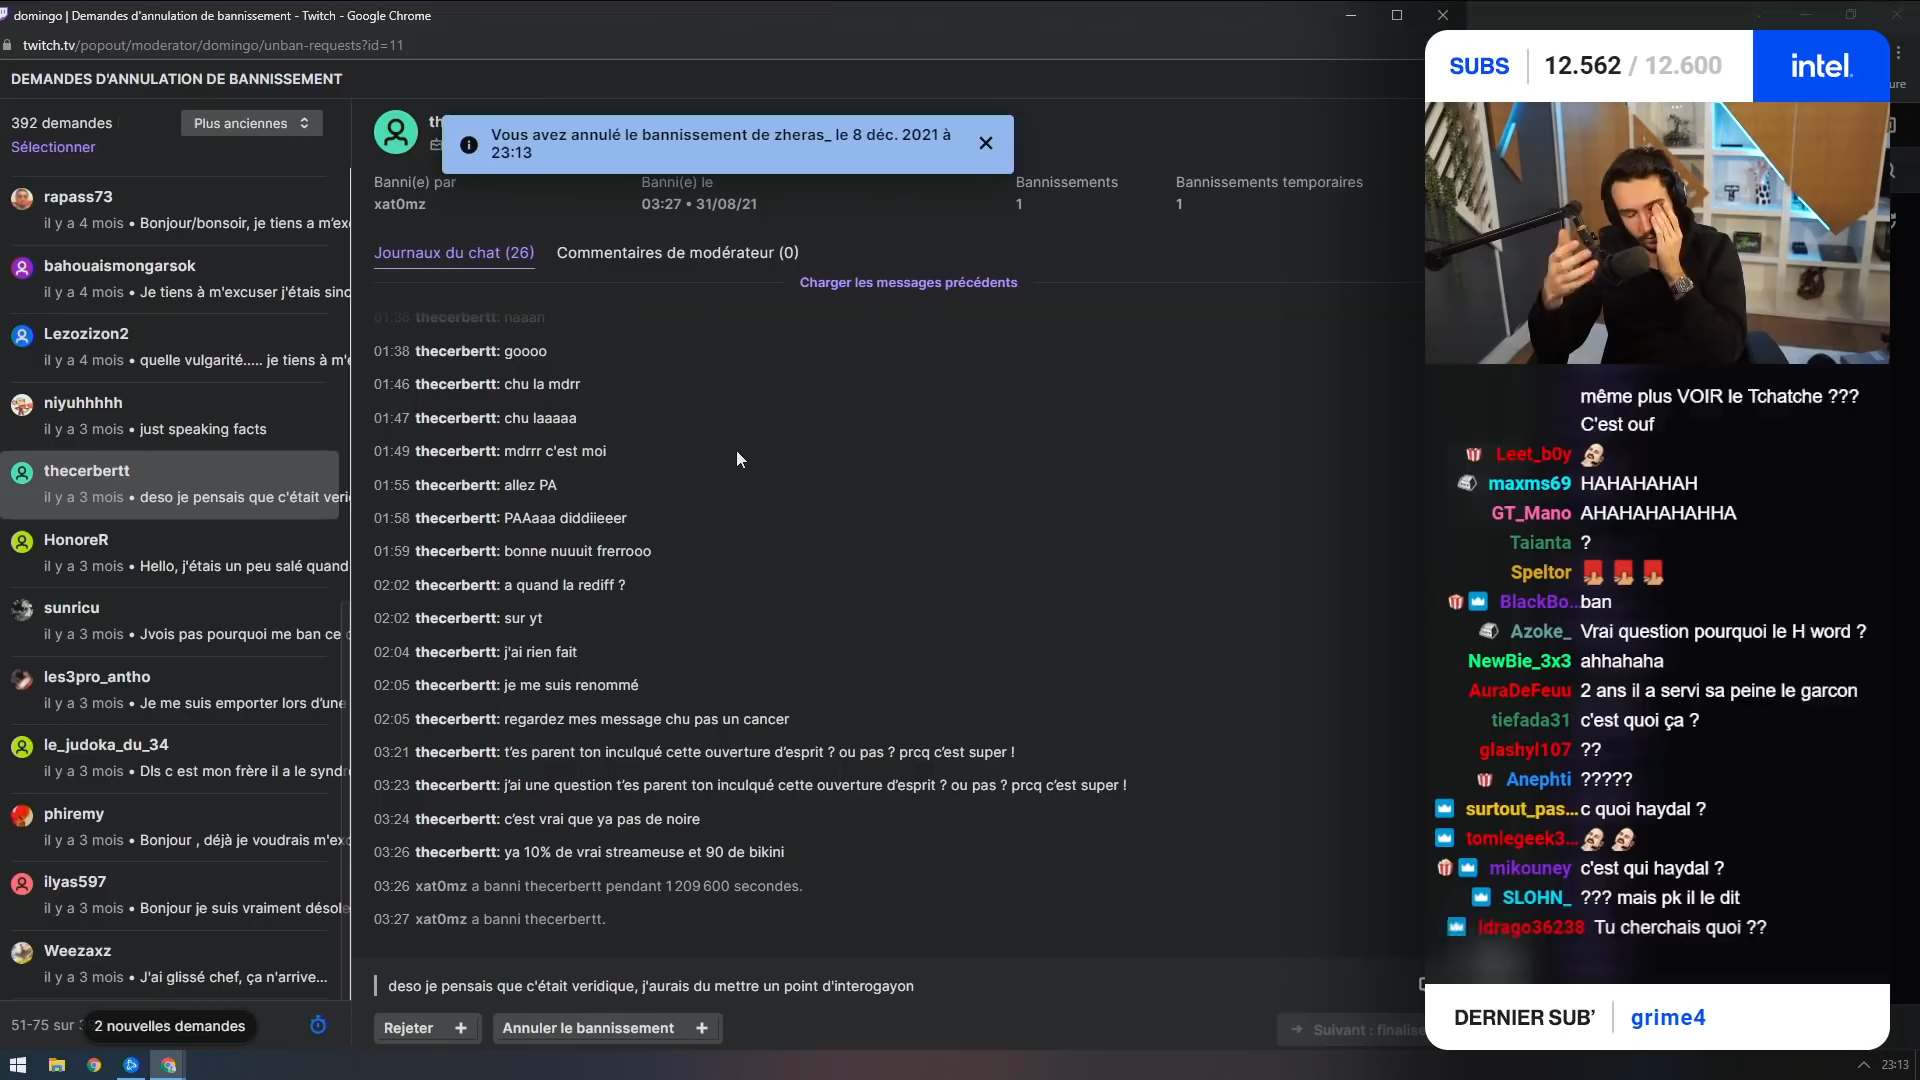 domingo | Demandes d'annulation de bannissement - Twitch - Google Chrome
twitch.tv/popout/moderator/domingo/unban-requests?id=11
DEMANDES D'ANNULATION DE BANNISSEMENT
392 demandes
Plus anciennes
Sélectionner
rapass73
il y a 4 mois • Bonjour/bonsoir, je tiens a m'ex
bahouaismongarsok
il y a 4 mois • Je tiens à m'excuser j'étais sinc
Lezozizon2
il y a 4 mois • quelle vulgarité..... je tiens à m'e
niyuhhhhh
il y a 3 mois • just speaking facts
thecerbertt
il y a 3 mois • deso je pensais que c'était veri
HonoreR
il y a 3 mois • Hello, j'étais un peu salé quand
sunricu
il y a 3 mois • Jvois pas pourquoi me ban ce c
les3pro_antho
il y a 3 mois • Je me suis emporter lors d'une
le_judoka_du_34
il y a 3 mois • Dls c est mon frère il a le syndr
phiremy
il y a 3 mois • Bonjour , déjà je voudrais m'exc
ilyas597
il y a 3 mois • Bonjour je suis vraiment désole
Weezaxz
il y a 3 mois • J'ai glissé chef, ça n'arrive...
51-75 sur
2 nouvelles demandes
th
Vous avez annulé le bannissement de zheras_ le 8 déc. 2021 à
23:13
Banni(e) par
xat0mz
Banni(e) le
03:27 • 31/08/21
Bannissements
1
Bannissements temporaires
1
Journaux du chat (26)
Commentaires de modérateur (0)
Charger les messages précédents
01:38 thecerbertt: naaan
01:38 thecerbertt: goooo
01:46 thecerbertt: chu la mdrr
01:47 thecerbertt: chu laaaaa
01:49 thecerbertt: mdrrr c'est moi
01:55 thecerbertt: allez PA
01:58 thecerbertt: PAAaaa diddiieeer
01:59 thecerbertt: bonne nuuuit frerrooo
02:02 thecerbertt: a quand la rediff ?
02:02 thecerbertt: sur yt
02:04 thecerbertt: j'ai rien fait
02:05 thecerbertt: je me suis renommé
02:05 thecerbertt: regardez mes message chu pas un cancer
03:21 thecerbertt: t'es parent ton inculqué cette ouverture d'esprit ? ou pas ? prcq c'est super !
03:23 thecerbertt: j'ai une question t'es parent ton inculqué cette ouverture d'esprit ? ou pas ? prcq c'est super !
03:24 thecerbertt: c'est vrai que ya pas de noire
03:26 thecerbertt: ya 10% de vrai streameuse et 90 de bikini
03:26 xat0mz a banni thecerbertt pendant 1 209 600 secondes.
03:27 xat0mz a banni thecerbertt.
deso je pensais que c'était veridique, j'aurais du mettre un point d'interogayon
Rejeter +
Annuler le bannissement +
Suivant : finalise
SUBS 12.562 / 12.600
intel.
même plus VOIR le Tchatche ???
C'est ouf
Leet_b0y
maxms69 HAHAHAHAH
GT_Mano AHAHAHAHAHHA
Taianta ?
Speltor
BlackBo... ban
Azoke_ Vrai question pourquoi le H word ?
NewBie_3x3 ahhahaha
AuraDeFeuu 2 ans il a servi sa peine le garcon
tiefada31 c'est quoi ça ?
glashyl107 ??
Anephti ?????
surtout_pas... c quoi haydal ?
tomlegeek3...
mikouney c'est qui haydal ?
SLOHN_ ??? mais pk il le dit
Idrago36238 Tu cherchais quoi ??
DERNIER SUB' grime4
ure
23:13